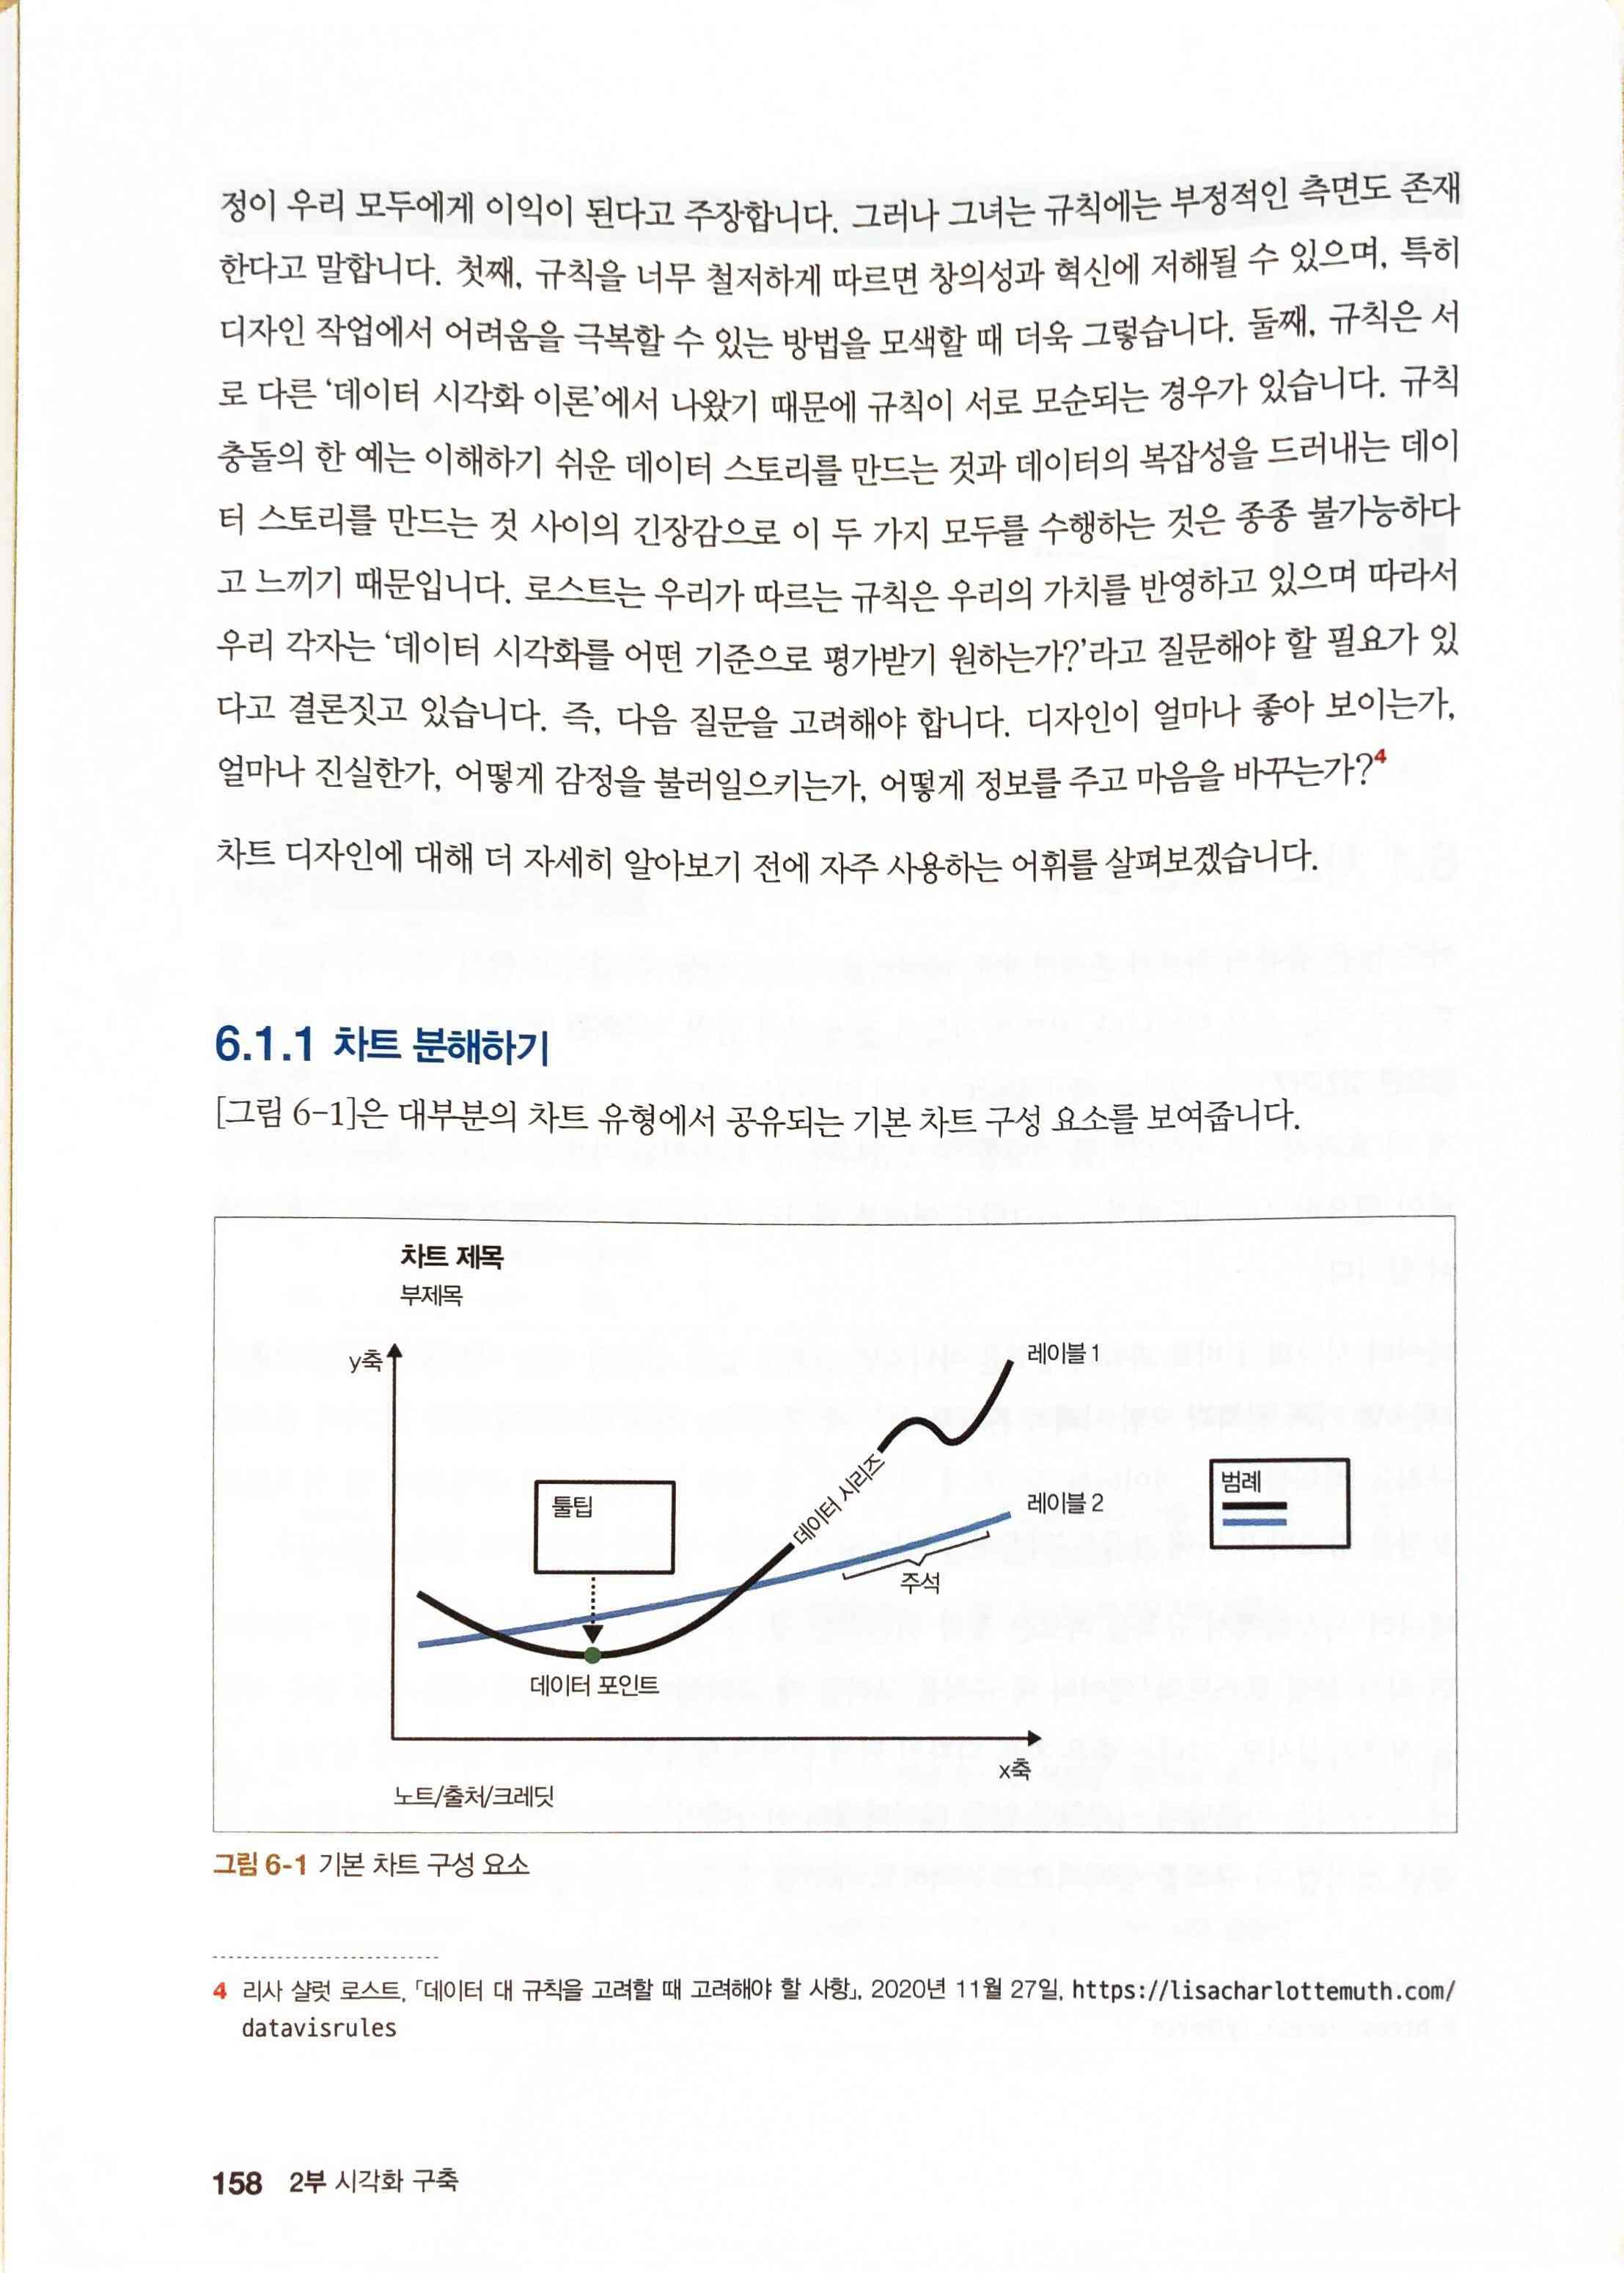 정이 우리 모두에게 이익이 된다고 주장합니다. 그러나 그녀는 규칙에는 부정적인 측면도 존재
한다고 말합니다. 첫째, 규칙을 너무 철저하게 따르면 창의성과 혁신에 저해될 수 있으며, 특히
디자인 작업에서 어려움을 극복할 수 있는 방법을 모색할 때 더욱 그렇습니다. 둘째, 규칙은 서
로 다른 ‘데이터 시각화 이론’에서 나왔기 때문에 규칙이 서로 모순되는 경우가 있습니다. 규칙
충돌의 한 예는 이해하기 쉬운 데이터 스토리를 만드는 것과 데이터의 복잡성을 드러내는 데이
터 스토리를 만드는 것 사이의 긴장감으로 이 두 가지 모두를 수행하는 것은 종종 불가능하다
고 느끼기 때문입니다. 로스트는 우리가 따르는 규칙은 우리의 가치를 반영하고 있으며 따라서
우리 각자는 ‘데이터 시각화를 어떤 기준으로 평가받기 원하는가?’라고 질문해야 할 필요가 있
다고 결론짓고 있습니다. 즉, 다음 질문을 고려해야 합니다. 디자인이 얼마나 좋아 보이는가,
얼마나 진실한가, 어떻게 감정을 불러일으키는가, 어떻게 정보를 주고 마음을 바꾸는가?4
차트 디자인에 대해 더 자세히 알아보기 전에 자주 사용하는 어휘를 살펴보겠습니다.
6.1.1 차트 분해하기
[그림 6-1]은 대부분의 차트 유형에서 공유되는 기본 차트 구성 요소를 보여줍니다.
차트 제목
부제목
y축
레이블 1
데이터 시리즈
범례
툴팁
레이블 2
주석
데이터 포인트
x축
노트/출처/크레딧
그림 6-1 기본 차트 구성 요소
4 리사 샬럿 로스트, 「데이터 대 규칙을 고려할 때 고려해야 할 사항」, 2020년 11월 27일, https://lisacharlottemuth.com/
datavisrules
158 2부 시각화 구축